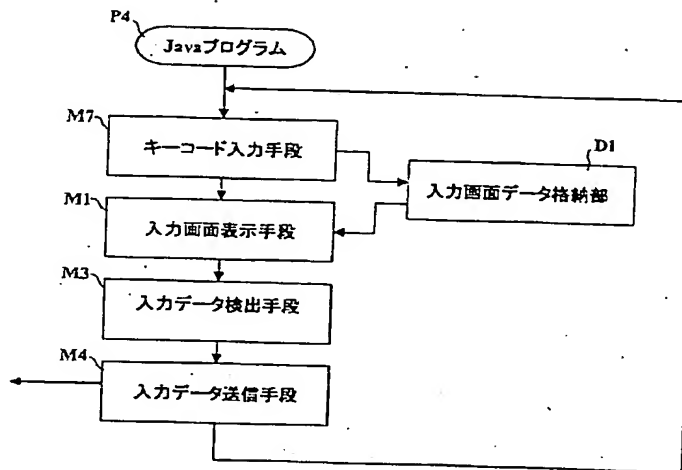 P4
Javaプログラム
M7
キーコード入力手段
D1
入力画面データ格納部
M1
入力画面表示手段
M3
入力データ検出手段
M4
入力データ送信手段